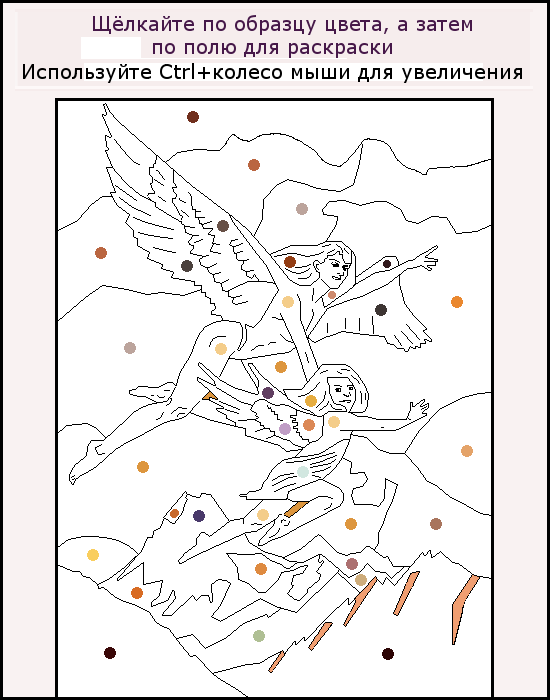 Щёлкайте по образцу цвета, а затем
по полю для раскраски
Используйте Ctrl+колесо мыши для увеличения